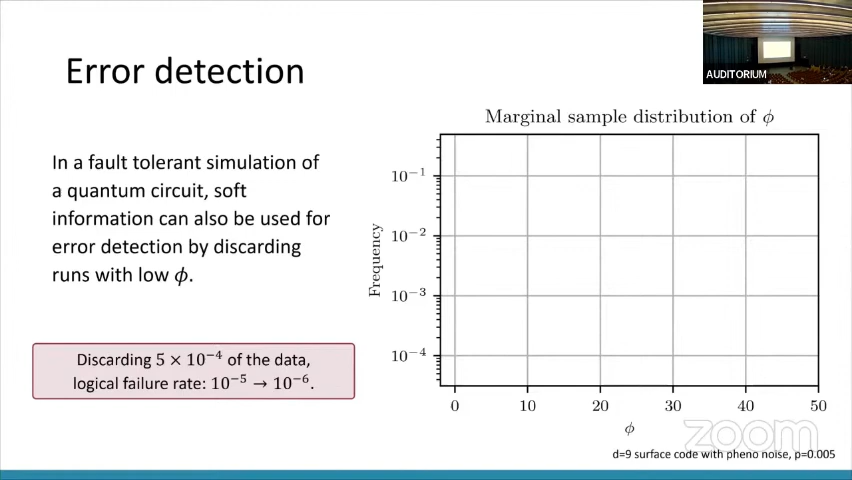 AUDITORIUM
Error detection
In a fault tolerant simulation of
a quantum circuit, soft
information can also be used for
error detection by discarding
runs with low ϕ.
Discarding 5 × 10⁻⁴ of the data,
logical failure rate: 10⁻⁵ → 10⁻⁶.
Marginal sample distribution of ϕ
Frequency
10⁻¹
10⁻²
10⁻³
10⁻⁴
0 10 20 30 40 50
ϕ
zoom
d=9 surface code with pheno noise, p=0.005